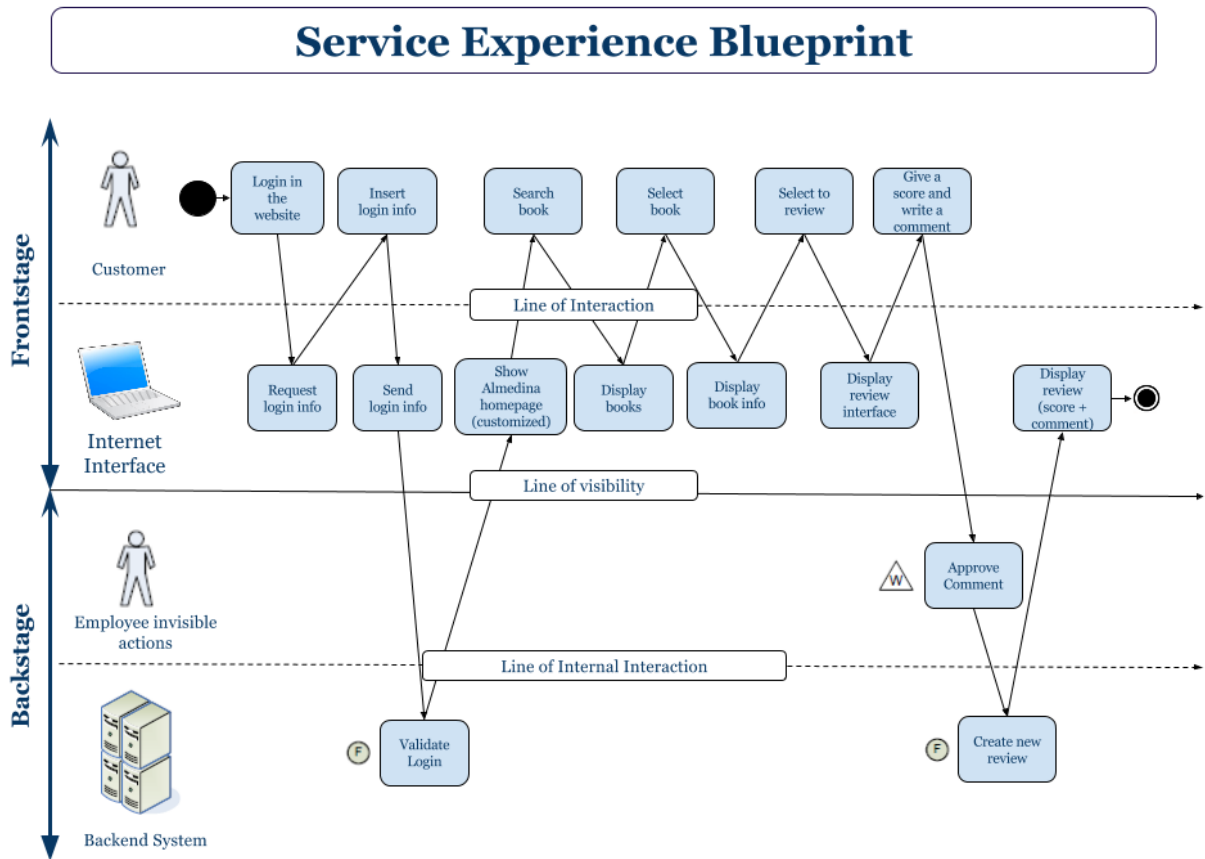 Service Experience Blueprint
Frontstage
Customer
Login in
the
website
Insert
login info
Search
book
Select
book
Select to
review
Give a
score and
write a
comment
Line of Interaction
Internet
Interface
Request
login info
Send
login info
Show
Almedina
homepage
(customized)
Display
books
Display
book info
Display
review
interface
Display
review
(score +
comment)
Line of visibility
Backstage
Employee invisible
actions
W
Approve
Comment
Line of Internal Interaction
Backend System
F
Validate
Login
F
Create new
review